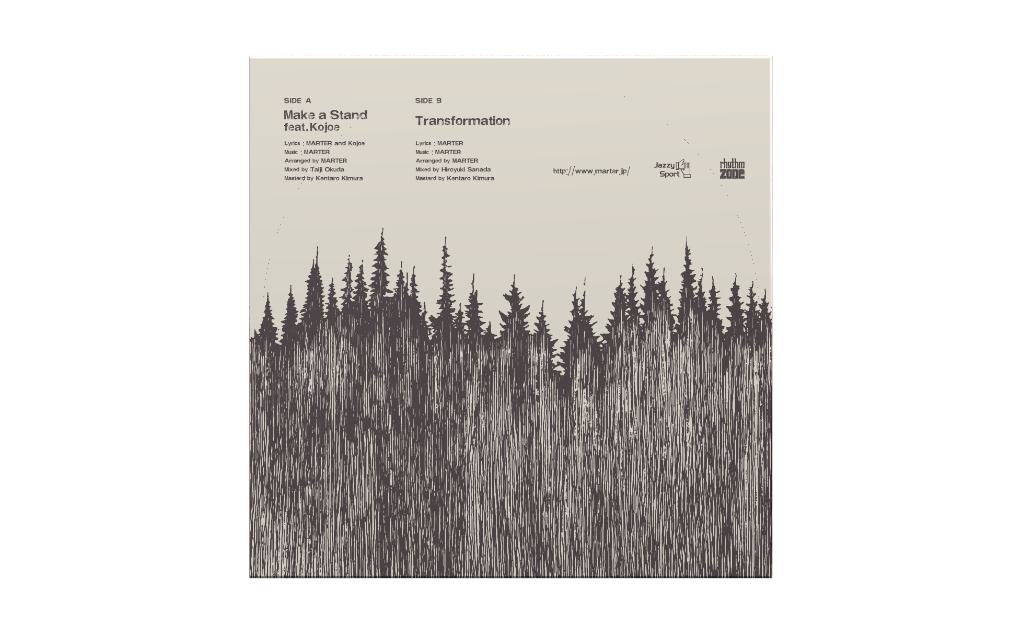 SIDE A
Make a Stand
feat.Kojoe
Lyrics : MARTER and Kojoe
Music : MARTER
Arranged by MARTER
Mixed by Taiji Okuda
Masterd by Kentaro Kimura
SIDE B
Transformation
Lyrics : MARTER
Music : MARTER
Arranged by MARTER
Mixed by Hiroyuki Sanada
Masterd by Kentaro Kimura
http://www.marter.jp/
Jazzy
Sport
rhythm
zone